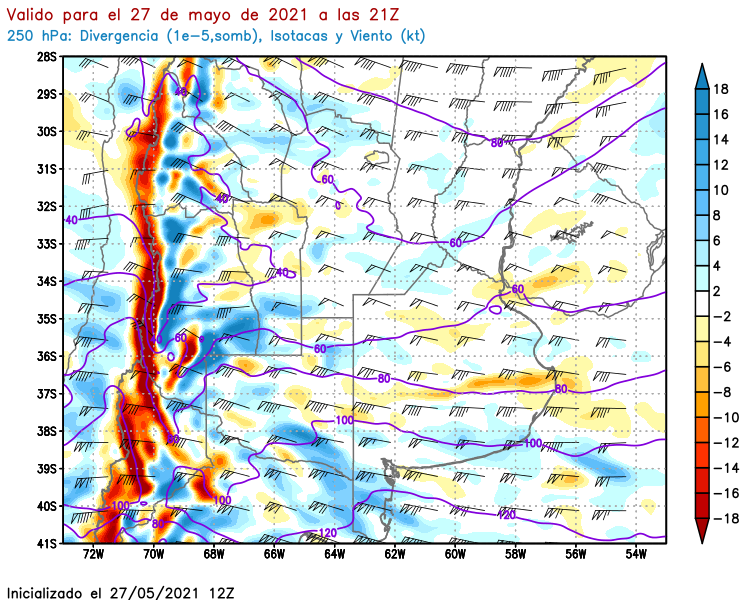 Valido para el 27 de mayo de 2021 a las 21Z
250 hPa: Divergencia (1e-5,somb), Isotacas y Viento (kt)
28S
29S
30S
31S
32S
33S
34S
35S
36S
37S
38S
39S
40S
41S
72W 70W 68W 66W 64W 62W 60W 58W 56W 54W
18
16
14
12
10
8
6
4
2
-2
-4
-6
-8
-10
-12
-14
-16
-18
40
80
60
40
40
60
40
60
60
60
80
80
100
100
80
100
100
80
120
120
Inicializado el 27/05/2021 12Z